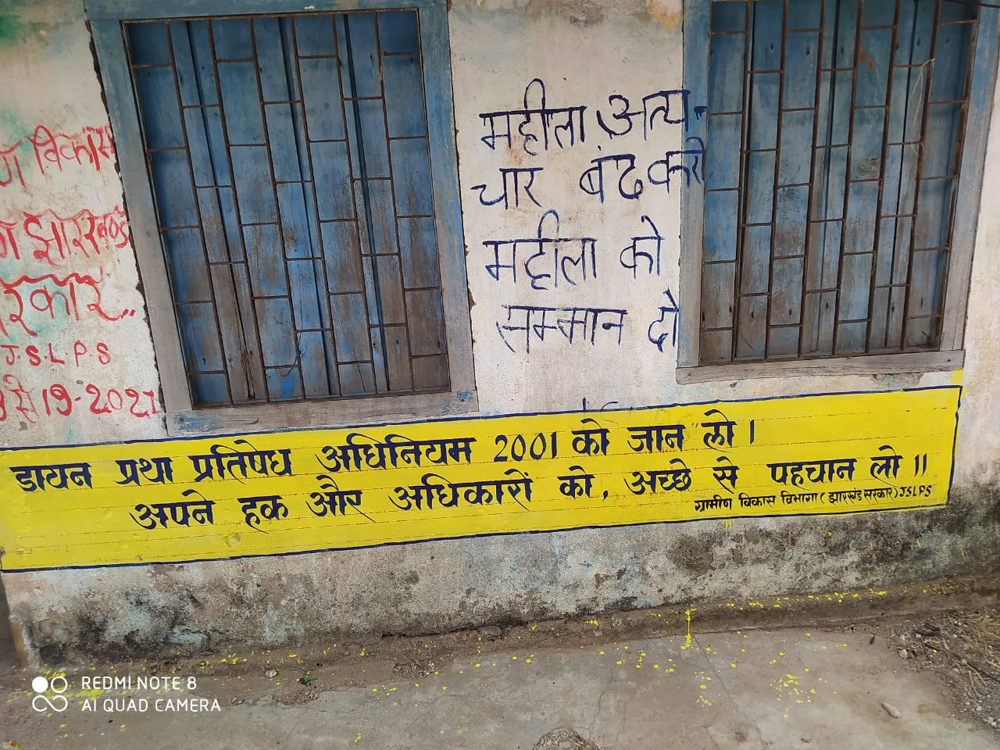 विकास
झारखण्ड
रकार..
J.S.L.P.S
से 19-2021
महीला अत्या-
चार बंद करो
महीला को
सम्मान दो
डायन प्रथा प्रतिषेध अधिनियम 2001 को जान लो।
अपने हक और अधिकारों को, अच्छे से पहचान लो॥
ग्रामीण विकास विभाग (झारखंड सरकार) JSLPS
REDMI NOTE 8
AI QUAD CAMERA